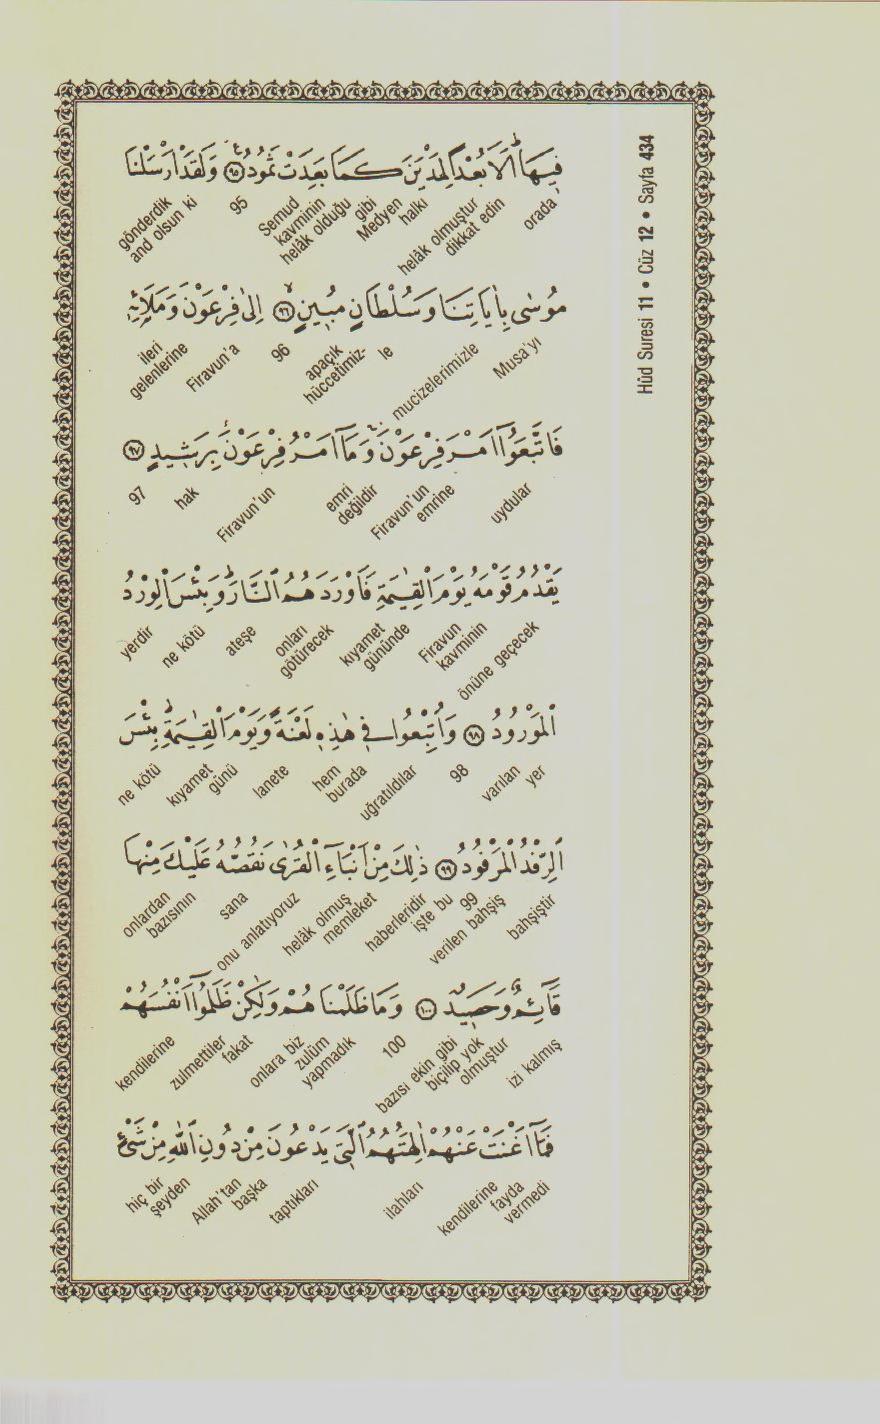 Hûd Suresi 11 • Cüz 12 • Sayfa 434
فِيهَاۜ اَلَا بُعْدًا لِمَدْيَنَ كَمَا بَعِدَتْ ثَمُودُ ﴿٩٥﴾ وَلَقَدْ اَرْسَلْنَا
orada dikkat edin helâk olmuştur halkı Medyen gibi helâk olduğu kavminin Semud 95 and olsun ki gönderdik
مُوسٰى بِاٰيَاتِنَا وَسُلْطَانٍ مُبِينٍ ﴿٩٦﴾ اِلٰى فِرْعَوْنَ وَمَلَا۬ئِهِ
Musa'yı mucizelerimizle le hüccetimiz- apaçık 96 Firavun'a gelenlerine ileri
فَاتَّبَعُٓوا اَمْرَ فِرْعَوْنَۚ وَمَٓا اَمْرُ فِرْعَوْنَ بِرَشِيدٍ ﴿٩٧﴾
uydular emrine Firavun'un değildir emri Firavun'un hak 97
يَقْدُمُ قَوْمَهُ يَوْمَ الْقِيٰمَةِ فَاَوْرَدَهُمُ النَّارَۜ وَبِئْسَ الْوِرْدُ
önüne geçecek kavminin Firavun gününde kıyamet götürecek onları ateşe ne kötü yerdir
الْمَوْرُودُ ﴿٩٨﴾ وَاُتْبِعُوا فِي هٰذِهِ لَعْنَةً وَيَوْمَ الْقِيٰمَةِۜ بِئْسَ
yer varılan 98 uğratıldılar burada hem lanete günü kıyamet ne kötü
الرِّفْدُ الْمَرْفُودُ ﴿٩٩﴾ ذٰلِكَ مِنْ اَنْبَٓاءِ الْقُرٰى نَقُصُّهُ عَلَيْكَ مِنْهَا
bahşiştir verilen bahşiş 99 işte bu haberleridir memleket helâk olmuş onu anlatıyoruz sana bazısının onlardan
قَٓائِمٌ وَحَصِيدٌ ﴿١٠٠﴾ وَمَا ظَلَمْنَاهُمْ وَلٰكِنْ ظَلَمُٓوا اَنْفُسَهُمْ
izi kalmış olmuştur biçilip yok bazısı ekin gibi 100 yapmadık zulüm onlara biz fakat zulmettiler kendilerine
فَمَٓا اَغْنَتْ عَنْهُمْ اٰلِهَتُهُمُ الَّتِي يَدْعُونَ مِنْ دُونِ اللّٰهِ مِنْ شَيْءٍ
vermedi fayda kendilerine ilahları taptıkları başka Allah'tan şeyden hiç bir